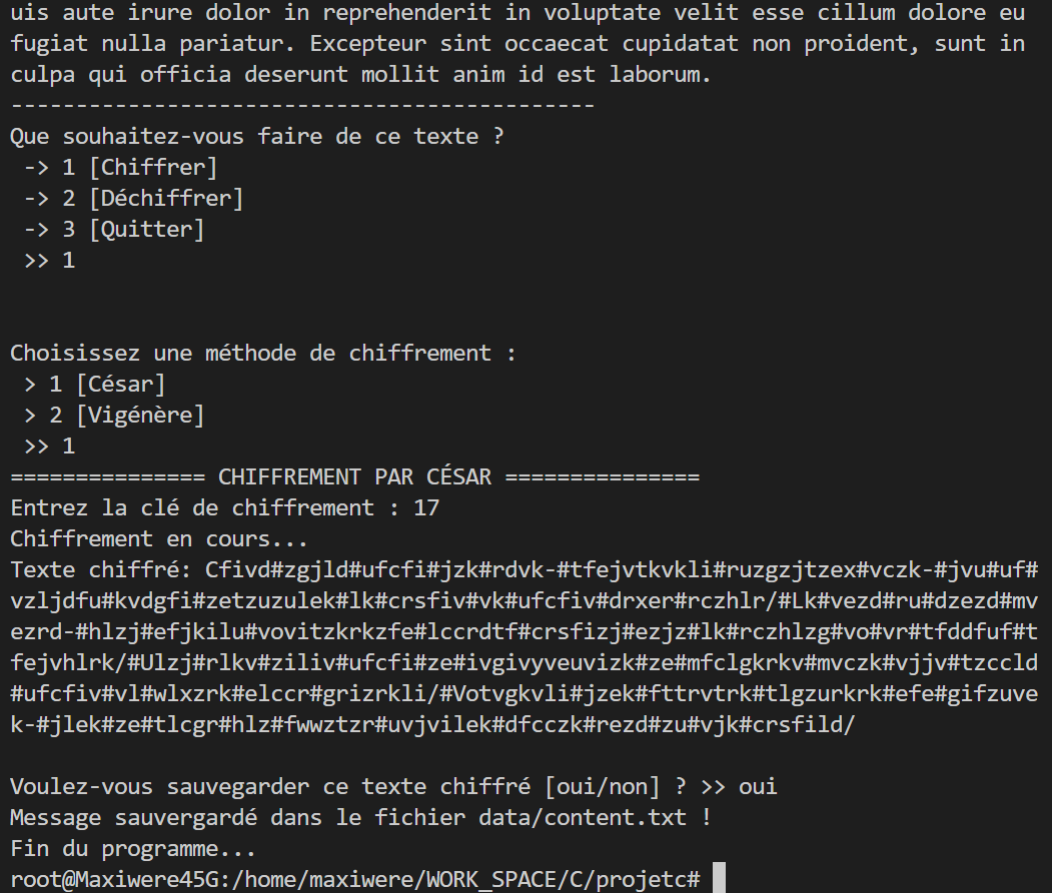 uis aute irure dolor in reprehenderit in voluptate velit esse cillum dolore eu
fugiat nulla pariatur. Excepteur sint occaecat cupidatat non proident, sunt in
culpa qui officia deserunt mollit anim id est laborum.
---------------------------------------------
Que souhaitez-vous faire de ce texte ?
 -> 1 [Chiffrer]
 -> 2 [Déchiffrer]
 -> 3 [Quitter]
 >> 1
Choisissez une méthode de chiffrement :
 > 1 [César]
 > 2 [Vigénère]
 >> 1
=============== CHIFFREMENT PAR CÉSAR ===============
Entrez la clé de chiffrement : 17
Chiffrement en cours...
Texte chiffré: Cfivd#zgjld#ufcfi#jzk#rdvk-#tfejvtkvkli#ruzgzjtzex#vczk-#jvu#uf#
vzljdfu#kvdgfi#zetzuzulek#lk#crsfiv#vk#ufcfiv#drxer#rczhlr/#Lk#vezd#ru#dzezd#mv
ezrd-#hlzj#efjkilu#vovitzkrkzfe#lccrdtf#crsfizj#ezjz#lk#rczhlzg#vo#vr#tfddfuf#t
fejvhlrk/#Ulzj#rlkv#ziliv#ufcfi#ze#ivgivyveuvizk#ze#mfclgkrkv#mvczk#vjjv#tzccld
#ufcfiv#vl#wlxzrk#elccr#grizrkli/#Votvgkvli#jzek#fttrvtrk#tlgzurkrk#efe#gifzuve
k-#jlek#ze#tlcgr#hlz#fwwztzr#uvjvilek#dfcczk#rezd#zu#vjk#crsfild/
Voulez-vous sauvegarder ce texte chiffré [oui/non] ? >> oui
Message sauvergardé dans le fichier data/content.txt !
Fin du programme...
root@Maxiwere45G:/home/maxiwere/WORK_SPACE/C/projetc#